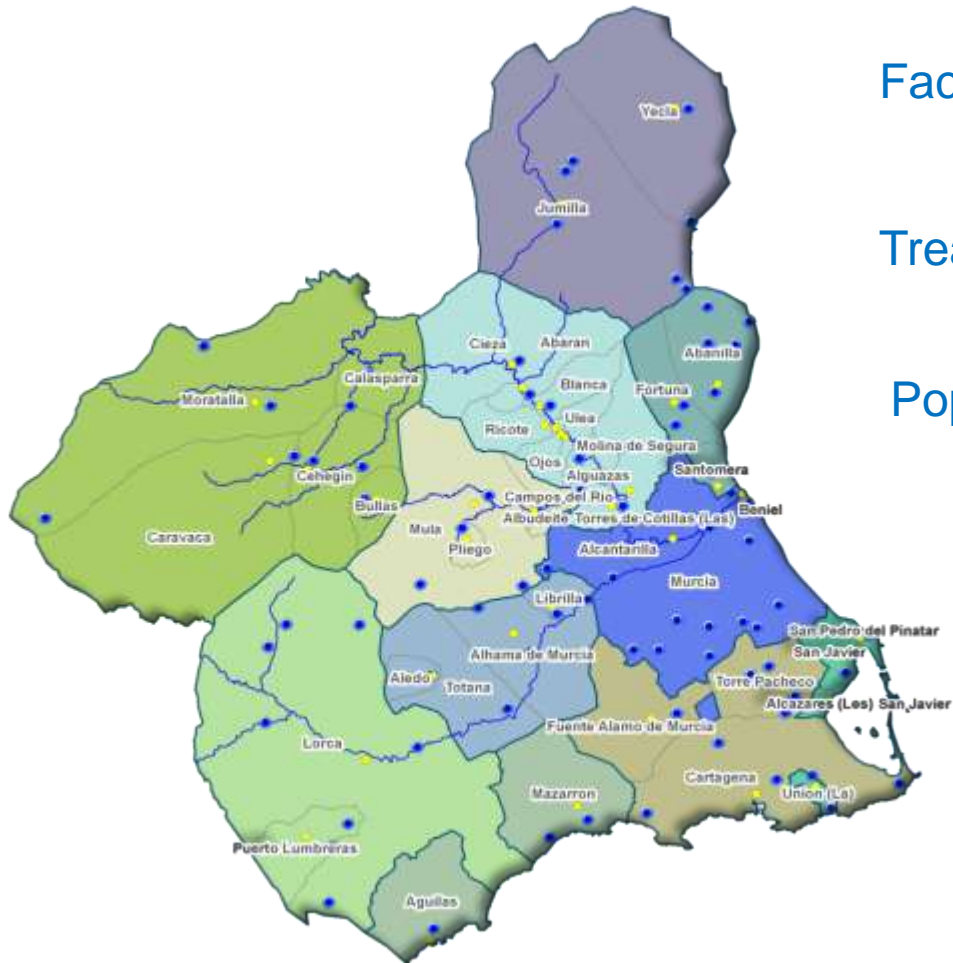 Fac
Yecla
Jumilla
Trea
Cieza
Abaran
Abanilla
Calasparra
Moratalla
Blanca
Fortuna
Pop
Ulea
Ricote
Molina de Segura
Ojos
Santomera
Cehegin
Alguazas
Campos del Rio
Bullas
Beniel
Albudeite
Torres de Cotillas (Las)
Mula
Caravaca
Pliego
Alcantarilla
Murcia
Librilla
San Pedro del Pinatar
Alhama de Murcia
San Javier
Aledo
Totana
Torre Pacheco
Alcazares (Los)
San Javier
Fuente Alamo de Murcia
Lorca
Cartagena
Mazarron
Union (La)
Puerto Lumbreras
Aguilas